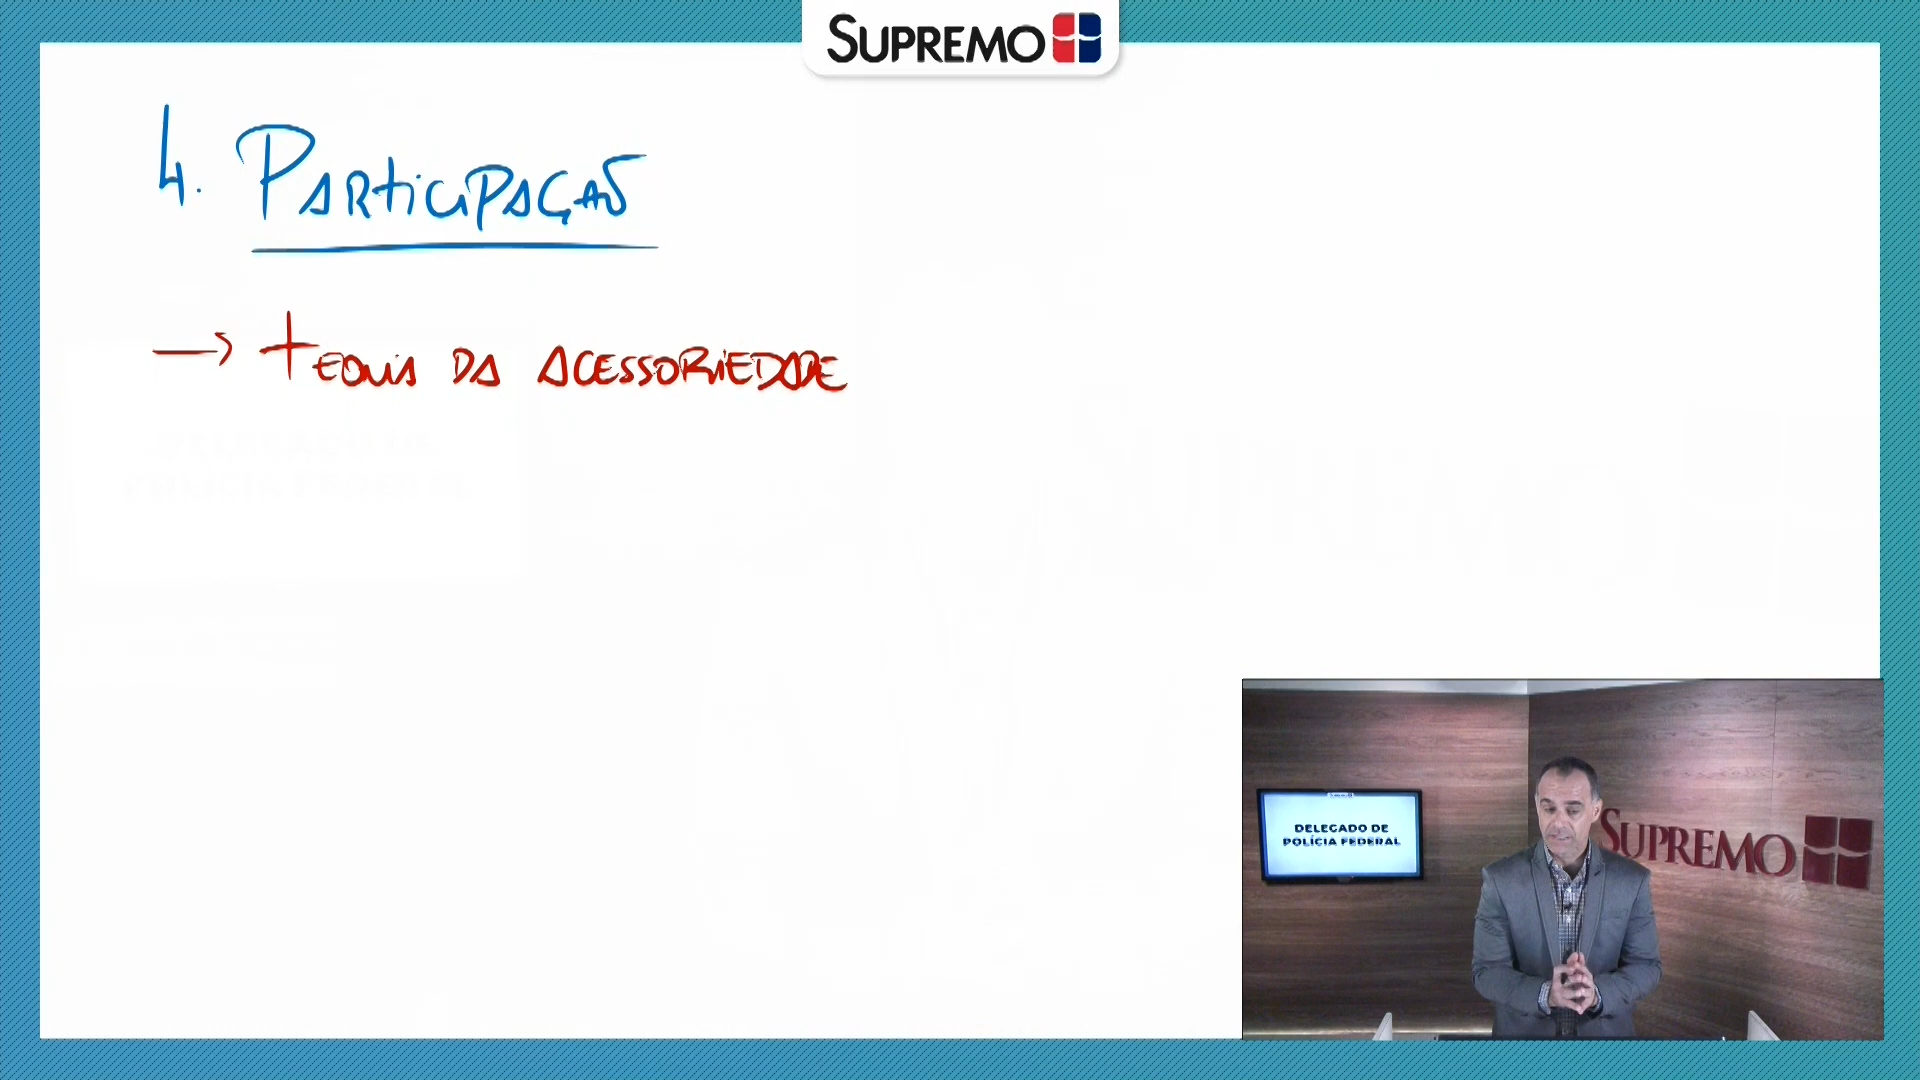 SUPREMO
4. PARTICIPAÇÃO
→ TEORIA DA ACESSORIEDADE
DELEGADO DE
POLÍCIA FEDERAL
SUPREMO